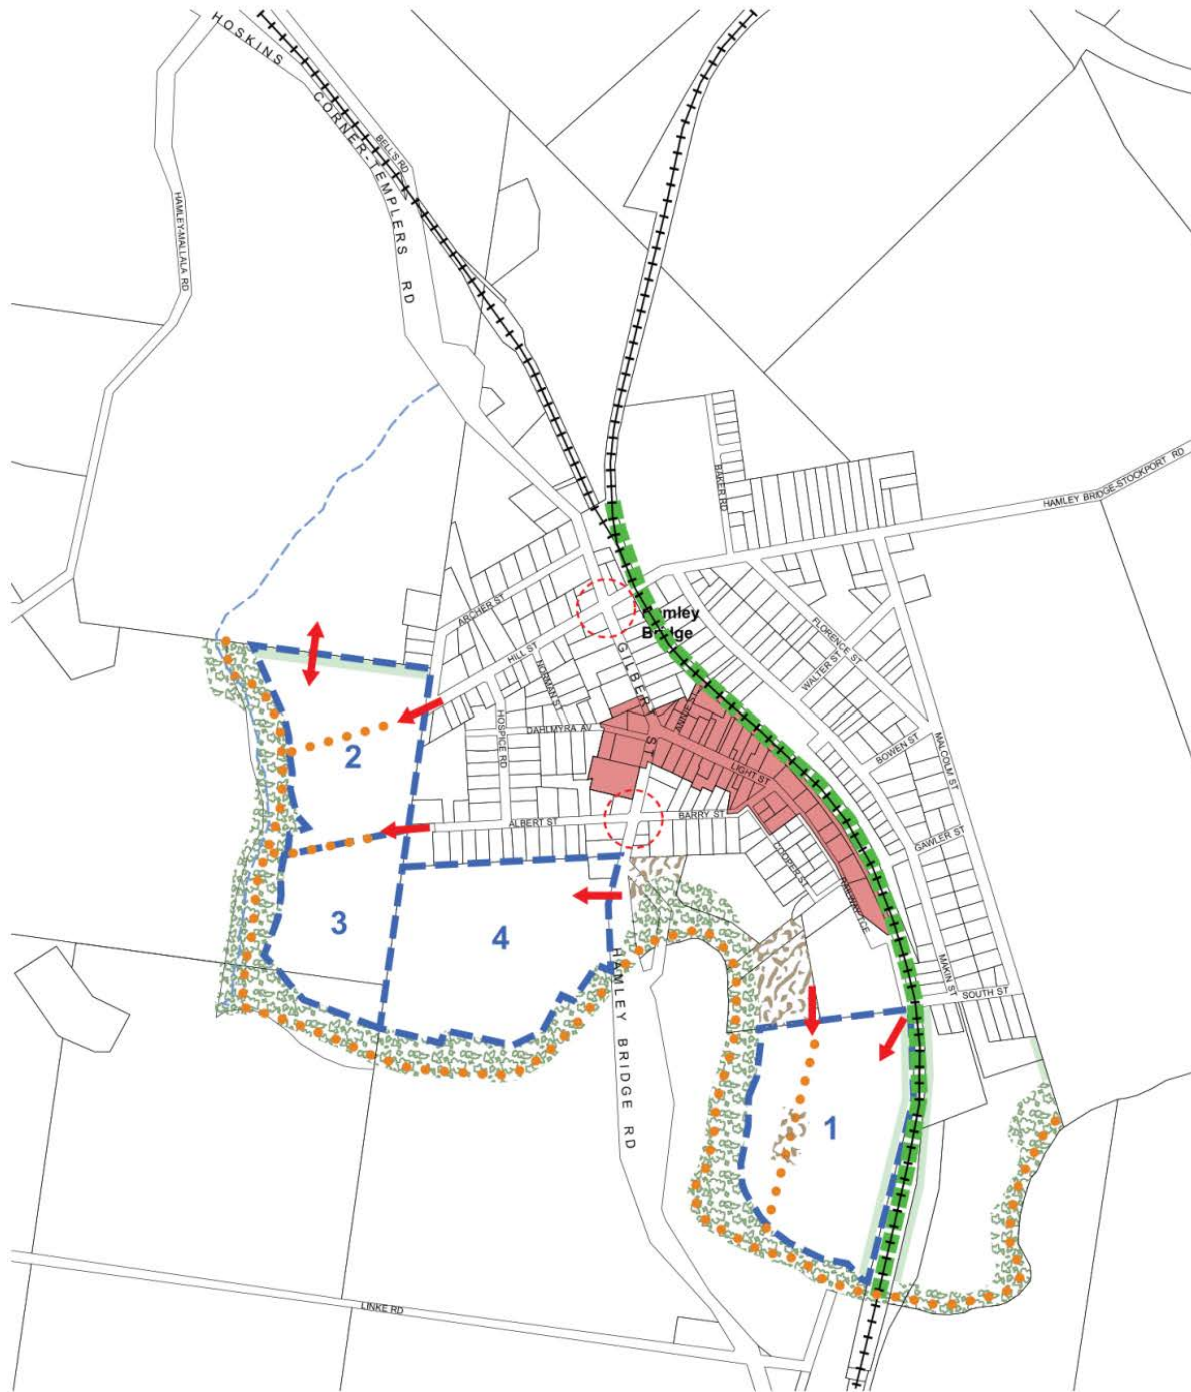 HOSKINS
CORNER-TEMPLERS RD
BELL'S RD
HAMLEY-MALLALA RD
BAKER RD
HAMLEY BRIDGE-STOCKPORT RD
ARCHER ST
HILL ST
NORMAN ST
HOSPICE RD
DAHLMYRA AV
Bridge
FLORENCE ST
WALTER ST
BOWEN ST
MALCOLM ST
LIGHT ST
GAWLER ST
ALBERT ST
BARRY ST
COOPER ST
MAKIN ST
SOUTH ST
2
3
4
1
HAMLEY BRIDGE RD
LINKE RD